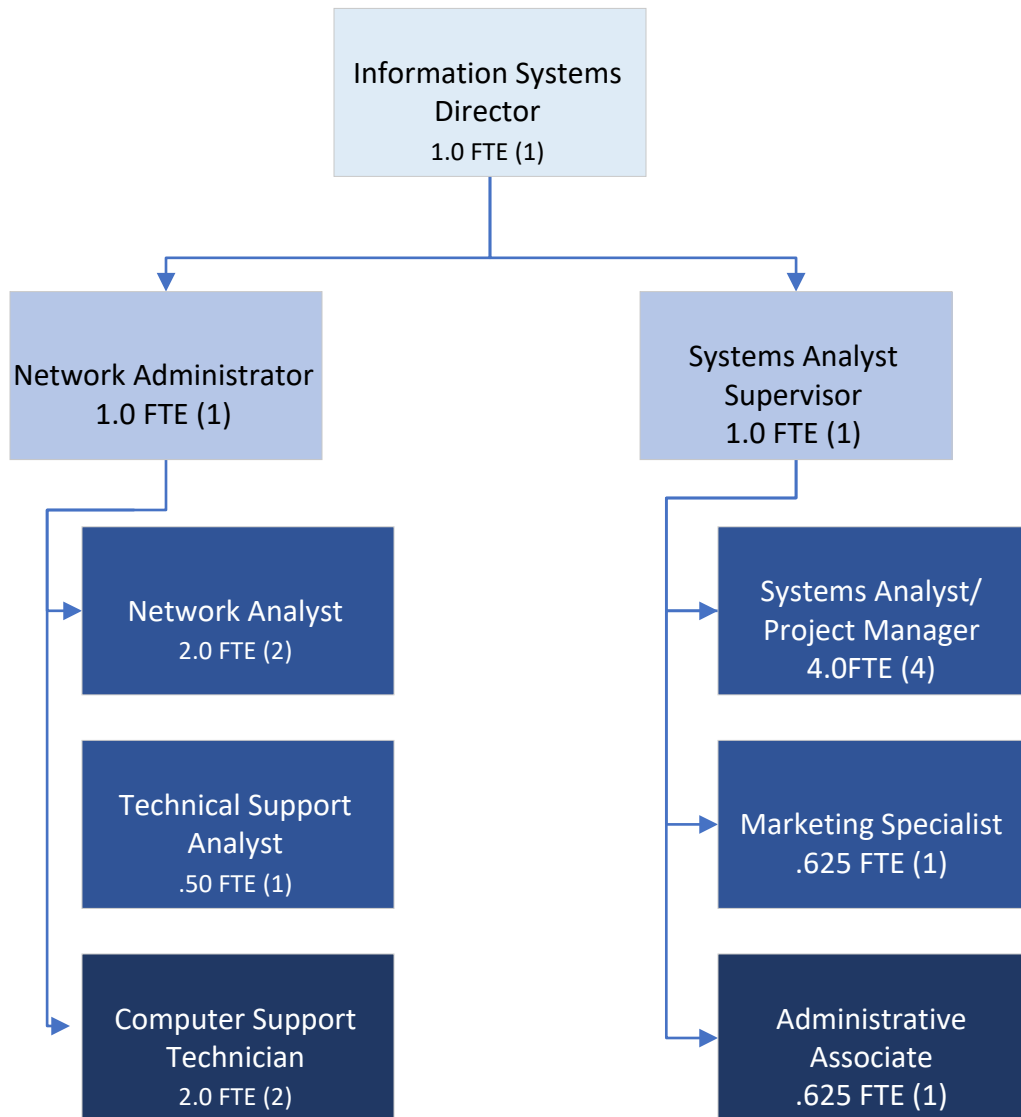 Information Systems
Director
1.0 FTE (1)
Network Administrator
1.0 FTE (1)
Systems Analyst
Supervisor
1.0 FTE (1)
Network Analyst
2.0 FTE (2)
Systems Analyst/
Project Manager
4.0FTE (4)
Technical Support
Analyst
.50 FTE (1)
Marketing Specialist
.625 FTE (1)
Computer Support
Technician
2.0 FTE (2)
Administrative
Associate
.625 FTE (1)